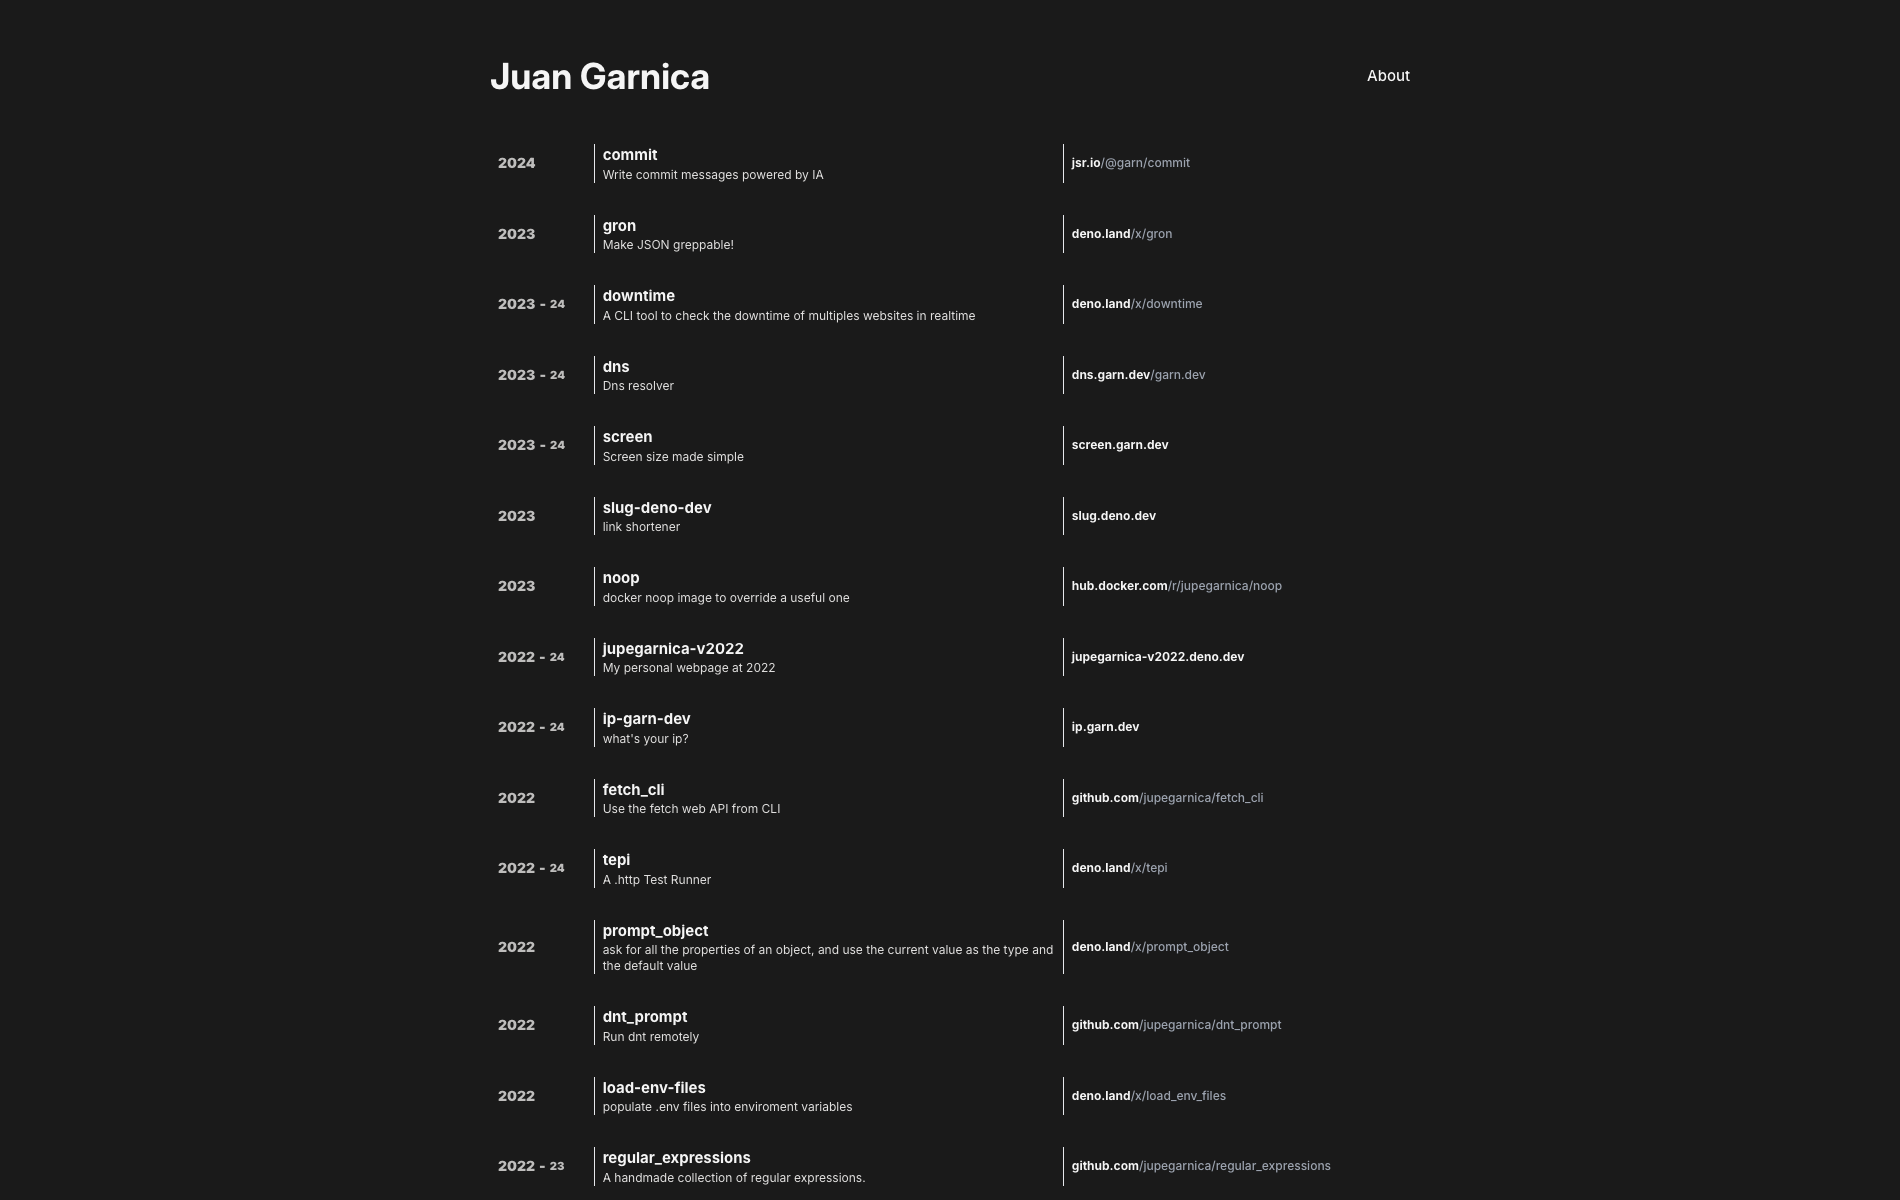 Juan Garnica
About
2024
commit
Write commit messages powered by IA
jsr.io/@garn/commit
2023
gron
Make JSON greppable!
deno.land/x/gron
2023 - 24
downtime
A CLI tool to check the downtime of multiples websites in realtime
deno.land/x/downtime
2023 - 24
dns
Dns resolver
dns.garn.dev/garn.dev
2023 - 24
screen
Screen size made simple
screen.garn.dev
2023
slug-deno-dev
link shortener
slug.deno.dev
2023
noop
docker noop image to override a useful one
hub.docker.com/r/jupegarnica/noop
2022 - 24
jupegarnica-v2022
My personal webpage at 2022
jupegarnica-v2022.deno.dev
2022 - 24
ip-garn-dev
what's your ip?
ip.garn.dev
2022
fetch_cli
Use the fetch web API from CLI
github.com/jupegarnica/fetch_cli
2022 - 24
tepi
A .http Test Runner
deno.land/x/tepi
2022
prompt_object
ask for all the properties of an object, and use the current value as the type and
the default value
deno.land/x/prompt_object
2022
dnt_prompt
Run dnt remotely
github.com/jupegarnica/dnt_prompt
2022
load-env-files
populate .env files into enviroment variables
deno.land/x/load_env_files
2022 - 23
regular_expressions
A handmade collection of regular expressions.
github.com/jupegarnica/regular_expressions